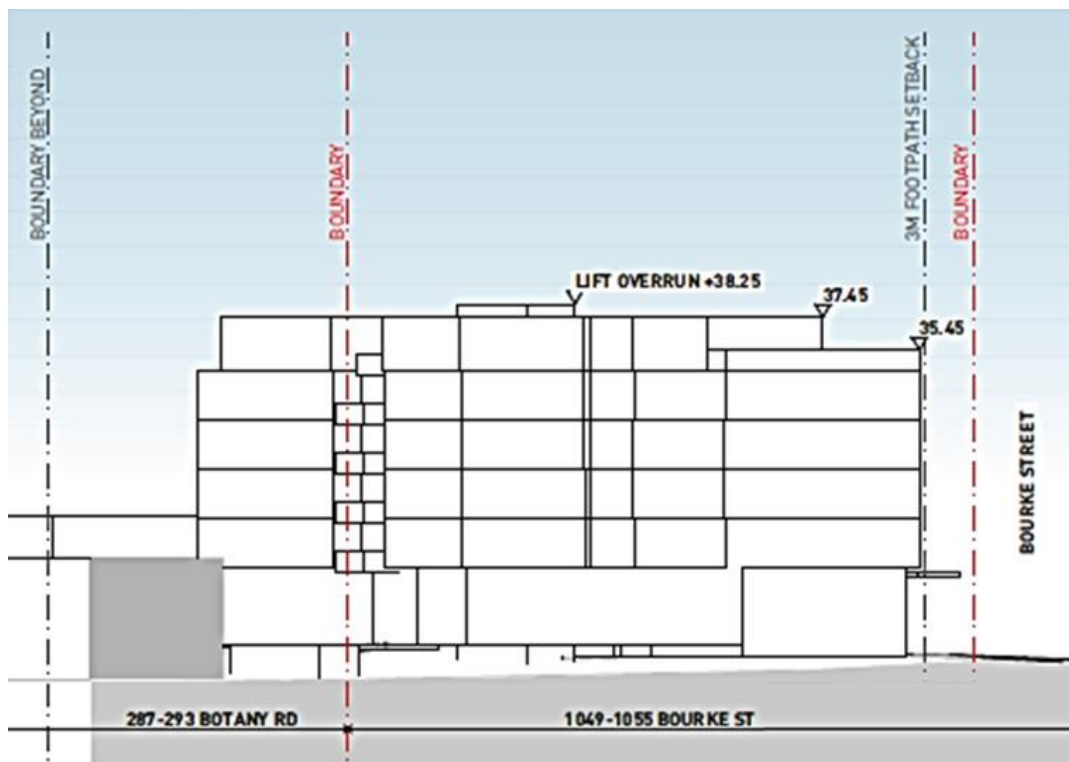 BOUNDARY BEYOND
BOUNDARY
3M FOOTPATH SETBACK
BOUNDARY
LIFT OVERRUN +38.25
37.45
35.45
BOURKE STREET
287-293 BOTANY RD
1049-1055 BOURKE ST